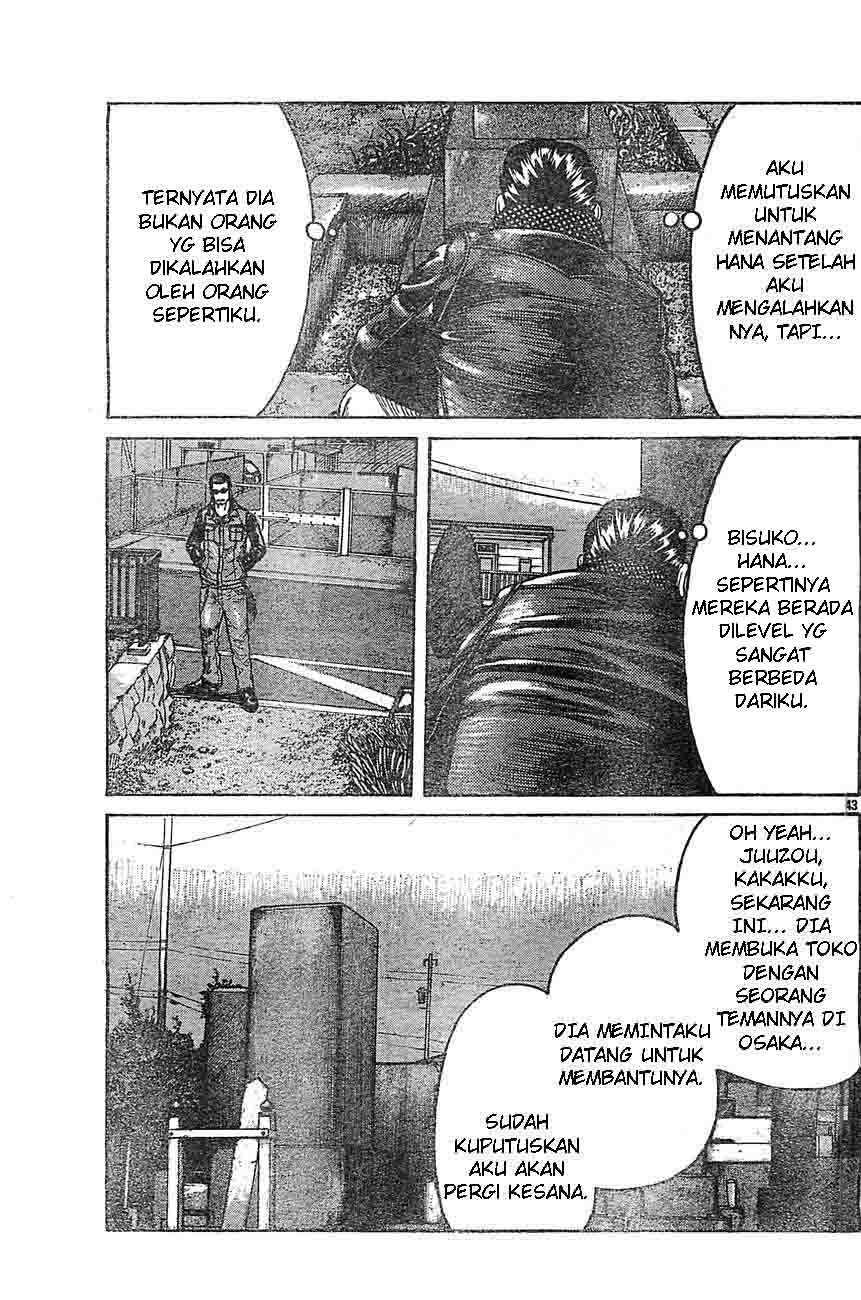 AKU
MEMUTUSKAN
UNTUK
MENANTANG
HANA SETELAH
AKU
MENGALAHKAN
NYA, TAPI...
TERNYATA DIA
BUKAN ORANG
YG BISA
DIKALAHKAN
OLEH ORANG
SEPERTIKU.
BISUKO...
HANA...
SEPERTINYA
MEREKA BERADA
DILEVEL YG
SANGAT
BERBEDA
DARIKU.
43
OH YEAH...
JUUZOU,
KAKAKKU,
SEKARANG
INI... DIA
MEMBUKA TOKO
DENGAN
SEORANG
TEMANNYA DI
OSAKA...
DIA MEMINTAKU
DATANG UNTUK
MEMBANTUNYA.
SUDAH
KUPUTUSKAN
AKU AKAN
PERGI KESANA.